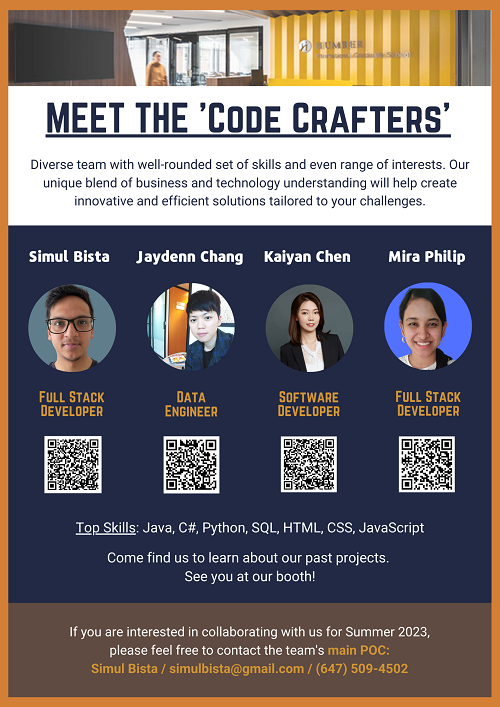 HUMBER
MEET THE 'CODE CRAFTERS'
Diverse team with well-rounded set of skills and even range of interests. Our
unique blend of business and technology understanding will help create
innovative and efficient solutions tailored to your challenges.
Simul Bista Jaydenn Chang Kaiyan Chen Mira Philip
FULL STACK DEVELOPER
DATA ENGINEER
SOFTWARE DEVELOPER
FULL STACK DEVELOPER
Top Skills: Java, C#, Python, SQL, HTML, CSS, JavaScript
Come find us to learn about our past projects.
See you at our booth!
If you are interested in collaborating with us for Summer 2023,
please feel free to contact the team's main POC:
Simul Bista / simulbista@gmail.com / (647) 509-4502